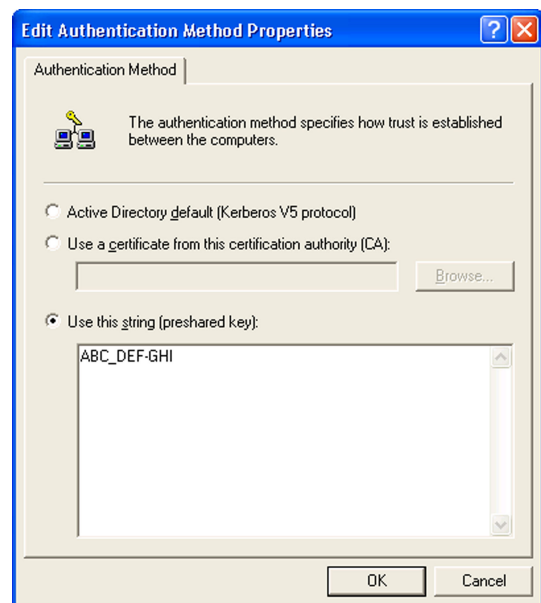 Edit Authentication Method Properties
Authentication Method
The authentication method specifies how trust is established
between the computers.
Active Directory default (Kerberos V5 protocol)
Use a certificate from this certification authority (CA):
Browse...
Use this string (preshared key):
ABC_DEF-GHI
OK Cancel